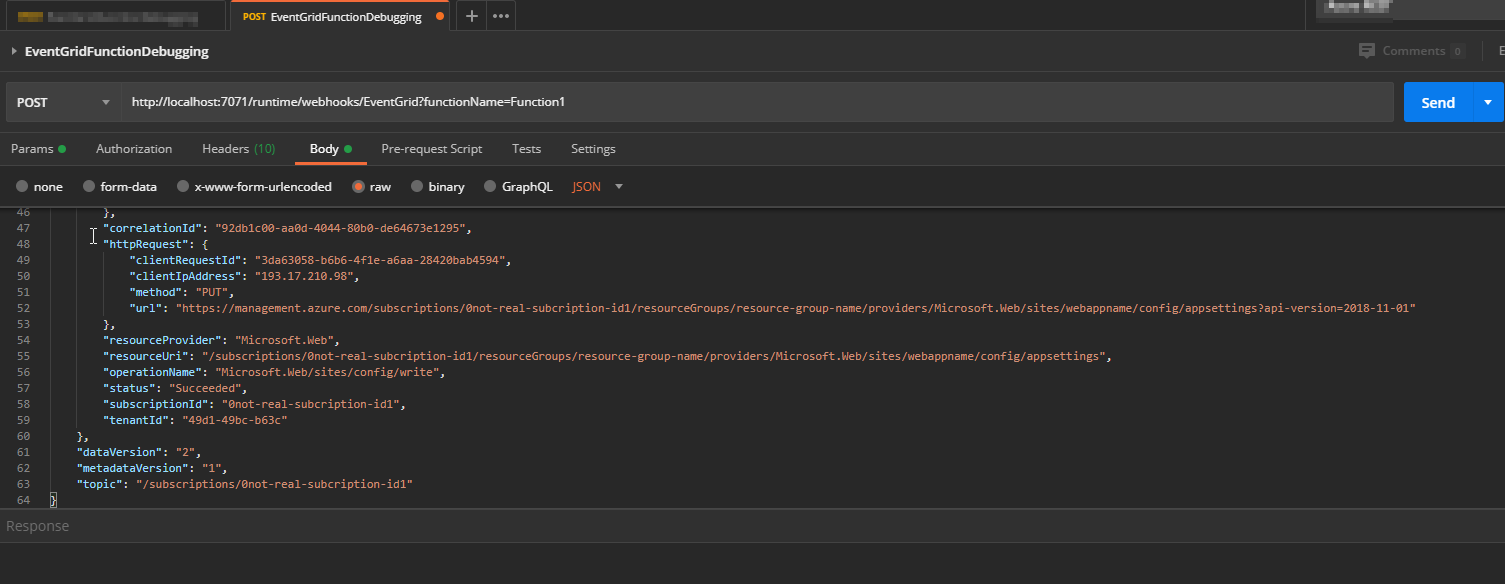 POST EventGridFunctionDebugging
EventGridFunctionDebugging
Comments 0
E
POST http://localhost:7071/runtime/webhooks/EventGrid?functionName=Function1 Send
Params Authorization Headers (10) Body Pre-request Script Tests Settings
none form-data x-www-form-urlencoded raw binary GraphQL JSON
46 },
47 "correlationId": "92db1c00-aa0d-4044-80b0-de64673e1295",
48 "httpRequest": {
49 "clientRequestId": "3da63058-b6b6-4f1e-a6aa-28420bab4594",
50 "clientIpAddress": "193.17.210.98",
51 "method": "PUT",
52 "url": "https://management.azure.com/subscriptions/0not-real-subcription-id1/resourceGroups/resource-group-name/providers/Microsoft.Web/sites/webappname/config/appsettings?api-version=2018-11-01"
53 },
54 "resourceProvider": "Microsoft.Web",
55 "resourceUri": "/subscriptions/0not-real-subcription-id1/resourceGroups/resource-group-name/providers/Microsoft.Web/sites/webappname/config/appsettings",
56 "operationName": "Microsoft.Web/sites/config/write",
57 "status": "Succeeded",
58 "subscriptionId": "0not-real-subcription-id1",
59 "tenantId": "49d1-49bc-b63c"
60 },
61 "dataVersion": "2",
62 "metadataVersion": "1",
63 "topic": "/subscriptions/0not-real-subcription-id1"
64 }
Response